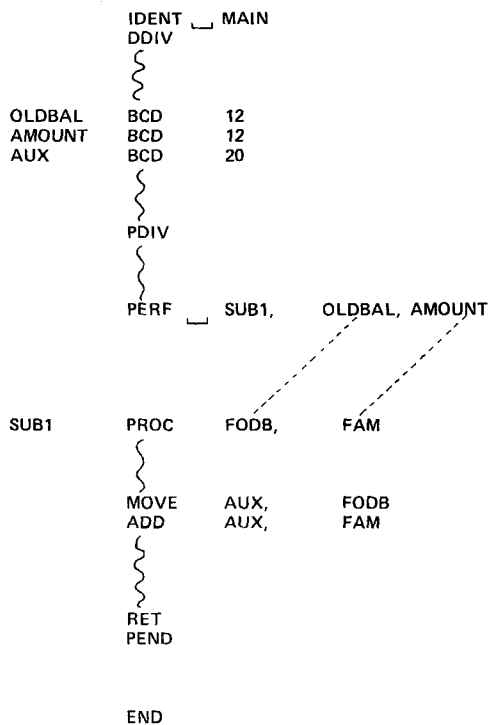 IDENT MAIN
DDIV
OLDBAL BCD 12
AMOUNT BCD 12
AUX BCD 20
PDIV
PERF SUB1, OLDBAL, AMOUNT
SUB1 PROC FODB, FAM
MOVE AUX, FODB
ADD AUX, FAM
RET
PEND
END